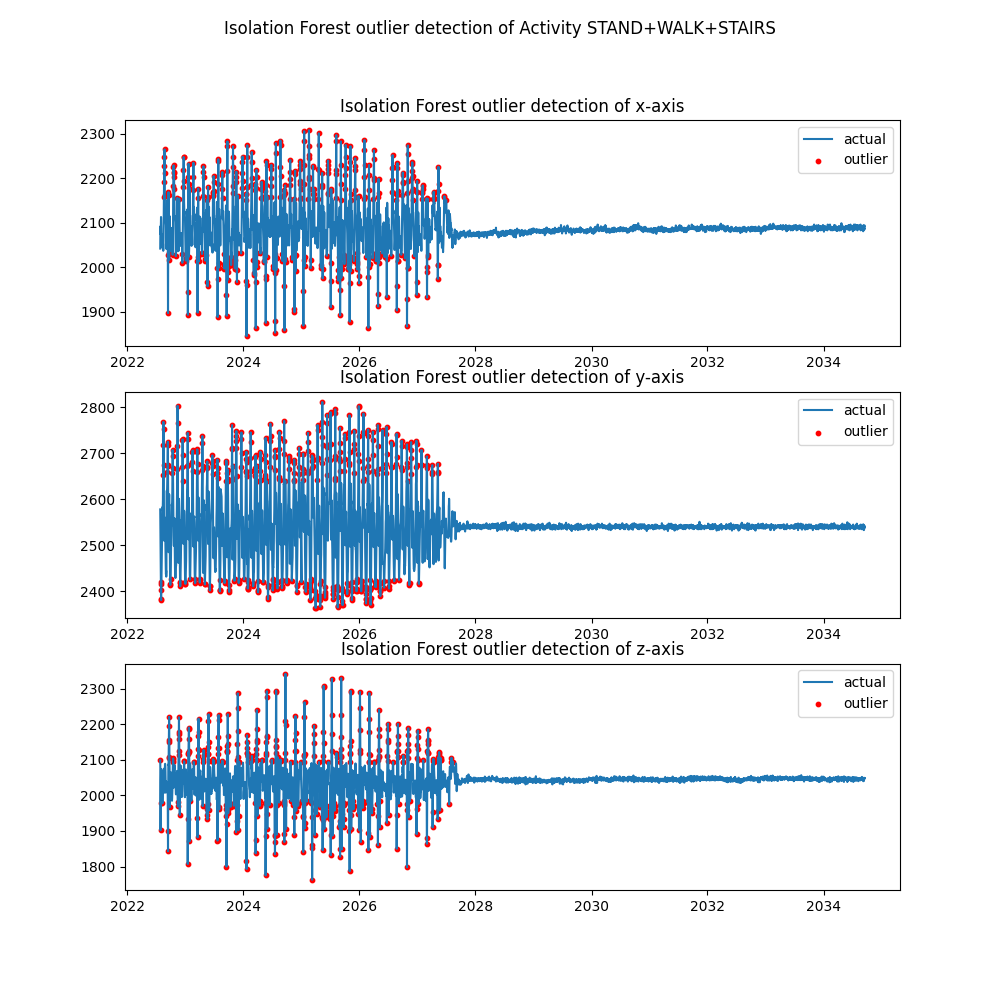 Isolation Forest outlier detection of Activity STAND+WALK+STAIRS
Isolation Forest outlier detection of x-axis
2300
2200
2100
2000
1900
actual
outlier
2022 2024 2026 2028 2030 2032 2034
Isolation Forest outlier detection of y-axis
2800
2700
2600
2500
2400
actual
outlier
2022 2024 2026 2028 2030 2032 2034
Isolation Forest outlier detection of z-axis
2300
2200
2100
2000
1900
1800
actual
outlier
2022 2024 2026 2028 2030 2032 2034